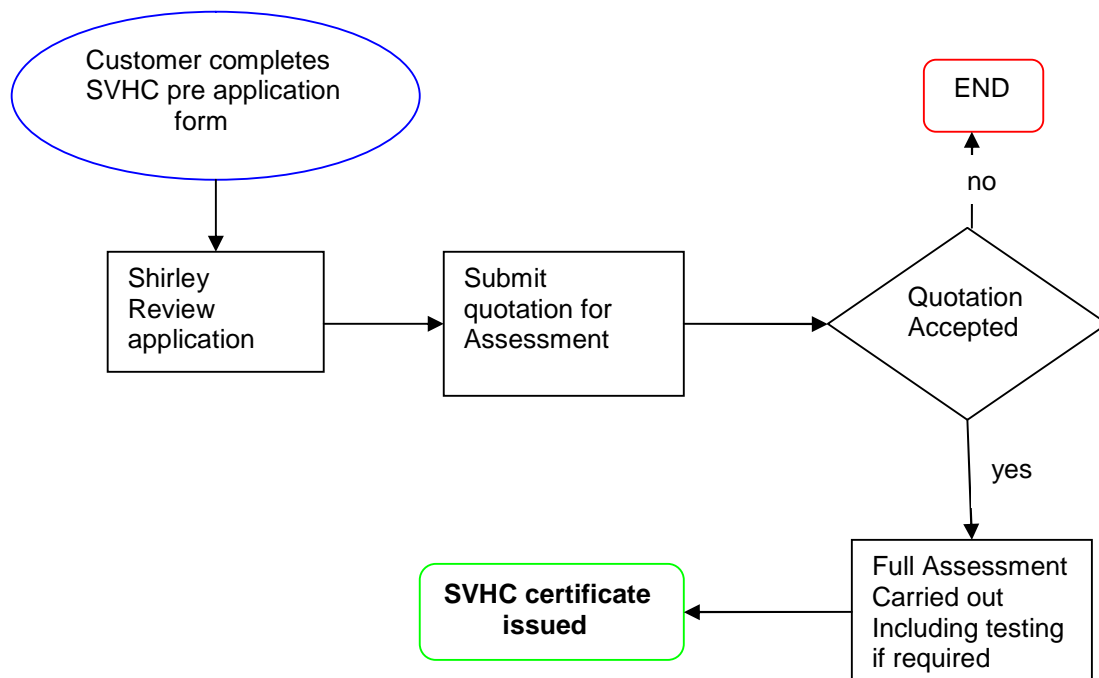 Customer completes
SVHC pre application
form
END
no
Shirley
Review
application
Submit
quotation for
Assessment
Quotation
Accepted
yes
Full Assessment
Carried out
Including testing
if required
SVHC certificate
issued